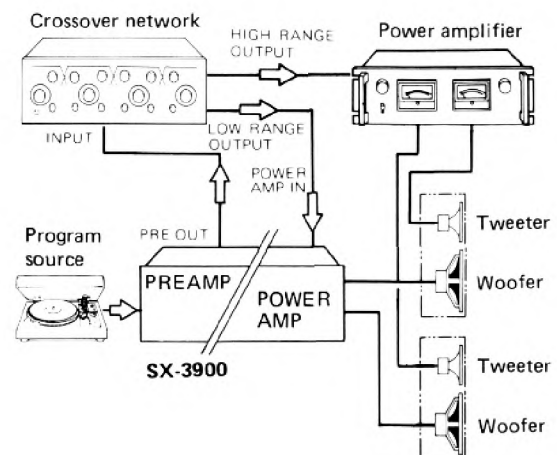 Crossover network
HIGH RANGE
OUTPUT
Power amplifier
INPUT
LOW RANGE
OUTPUT
POWER
AMP IN
PRE OUT
Program
source
PREAMP
POWER
AMP
SX-3900
Tweeter
Woofer
Tweeter
Woofer